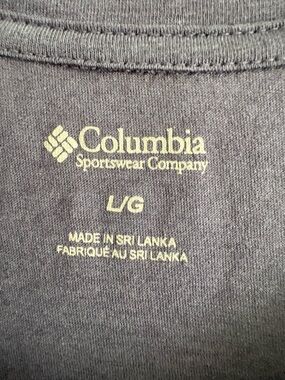 Columbia
Sportswear Company
L/G
MADE IN SRI LANKA
FABRIQUÉ AU SRI LANKA